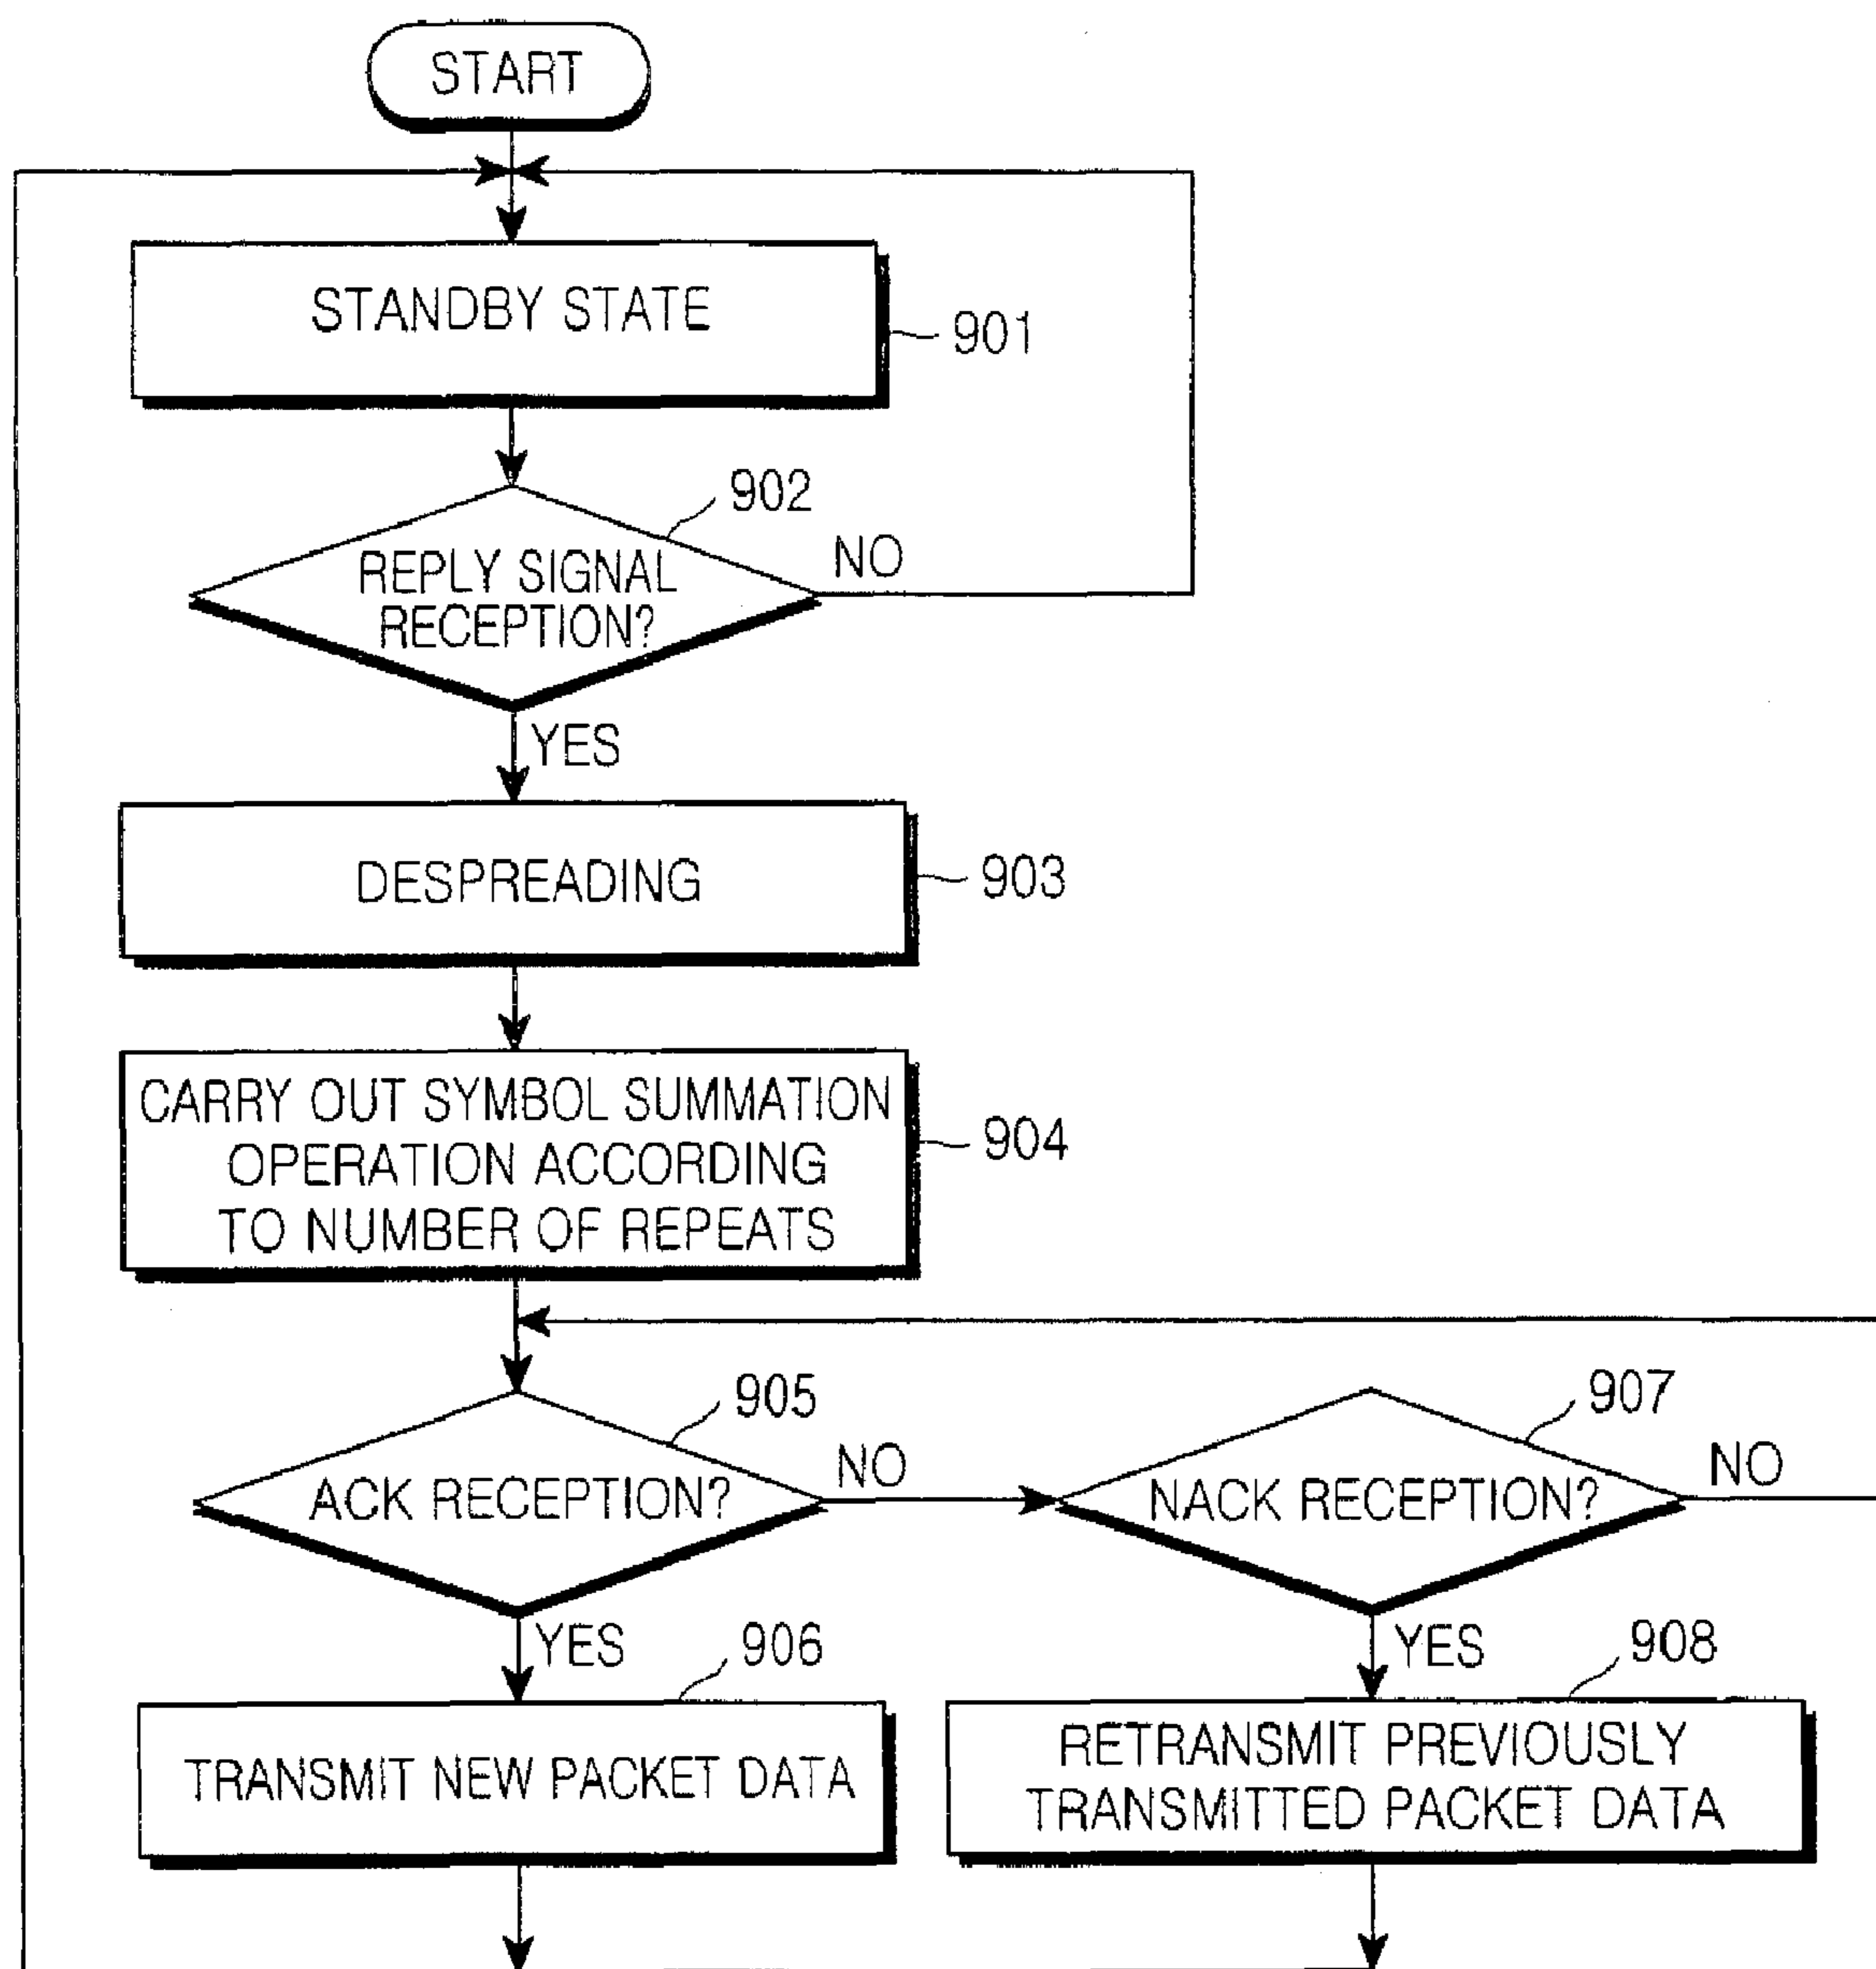 START
STANDBY STATE
901
902
REPLY SIGNAL
RECEPTION?
NO
YES
DESPREADING
903
CARRY OUT SYMBOL SUMMATION
OPERATION ACCORDING
TO NUMBER OF REPEATS
904
905
ACK RECEPTION?
NO
907
NACK RECEPTION?
NO
YES
906
YES
908
TRANSMIT NEW PACKET DATA
RETRANSMIT PREVIOUSLY
TRANSMITTED PACKET DATA